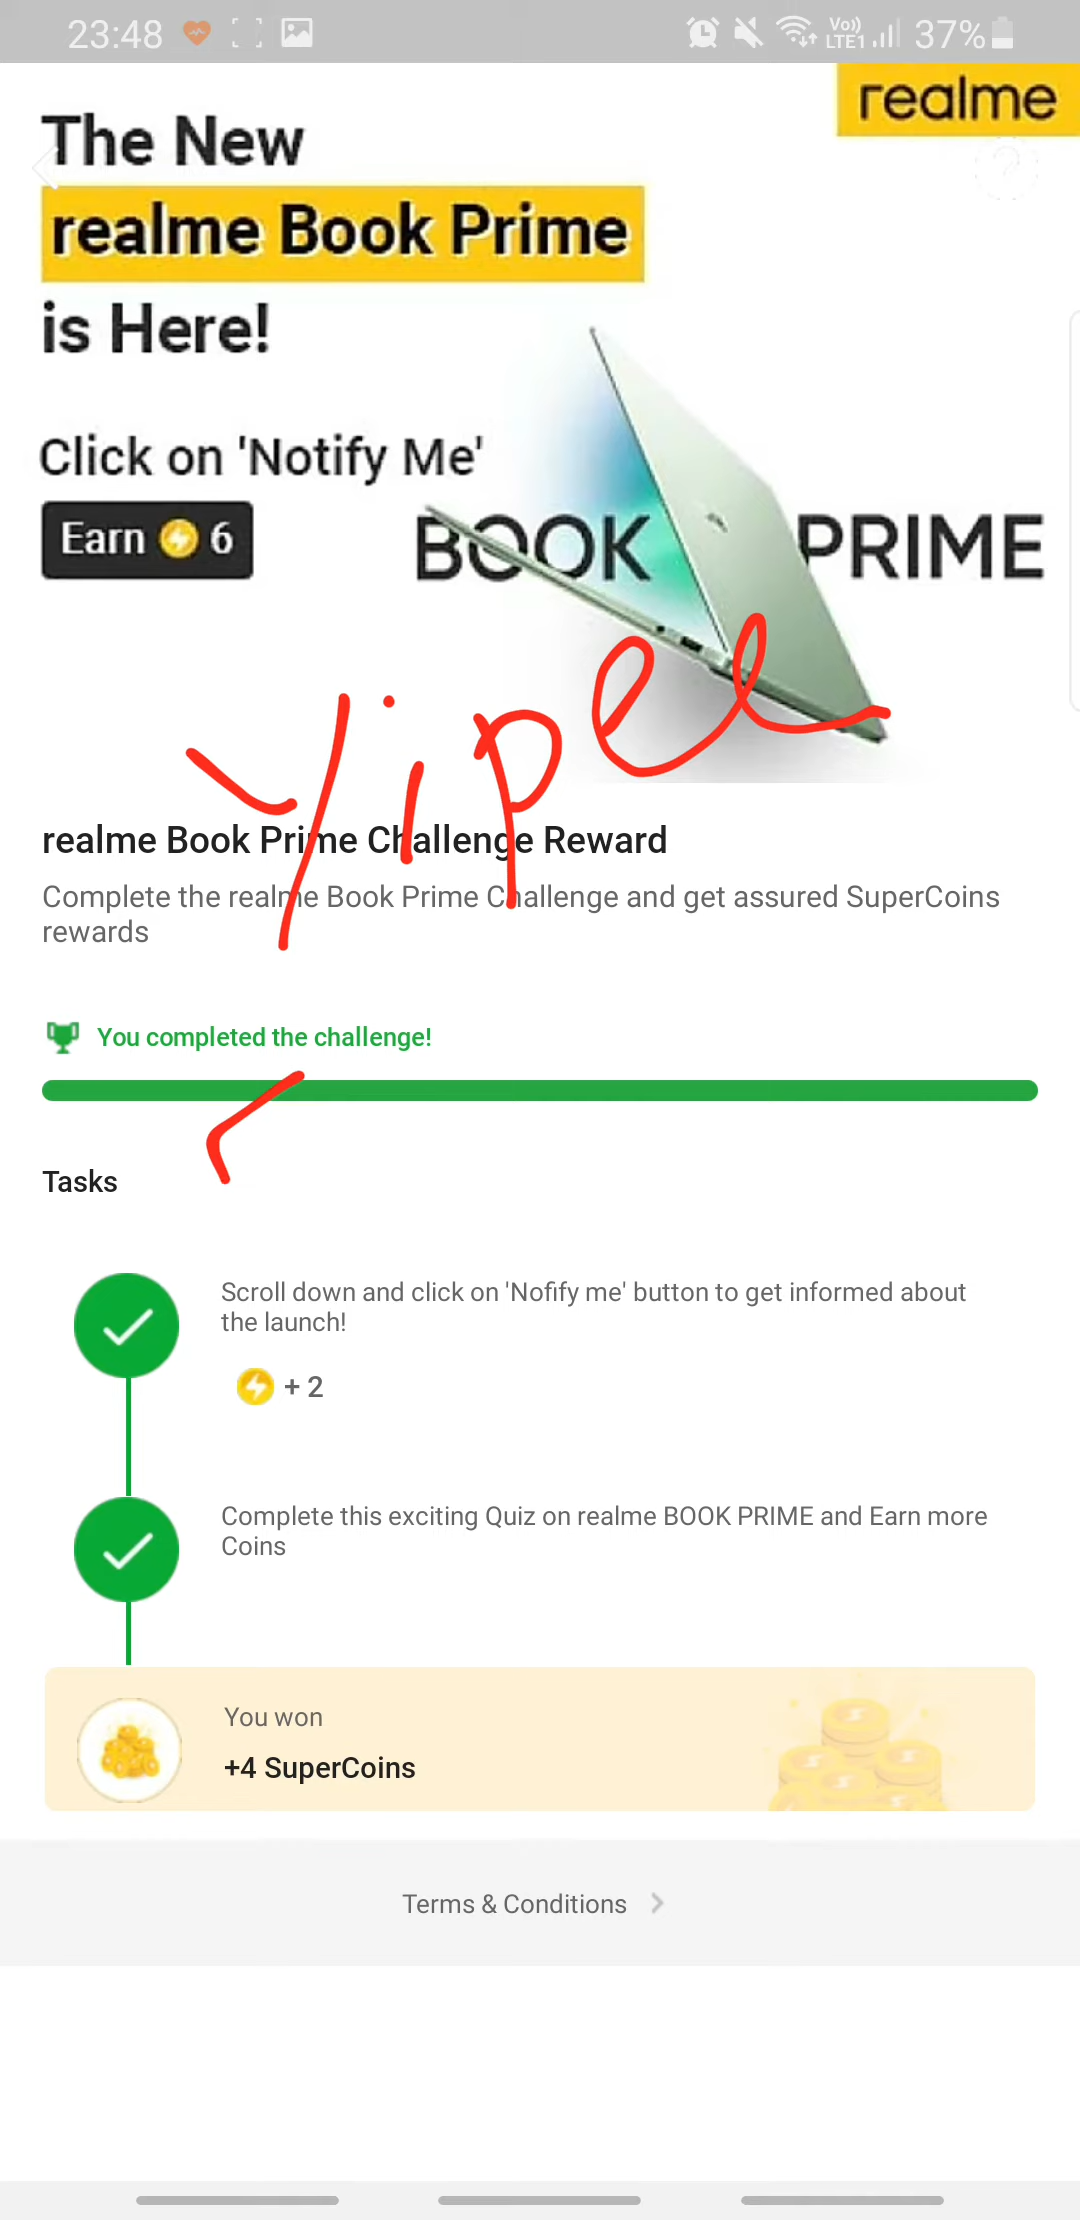 23:48
Vo)) LTE1 37%
realme
The New
realme Book Prime
is Here!
Click on 'Notify Me'
Earn 6
BOOK PRIME
Yipee
realme Book Prime Challenge Reward
Complete the realme Book Prime Challenge and get assured SuperCoins
rewards
You completed the challenge!
Tasks
Scroll down and click on 'Nofify me' button to get informed about
the launch!
+ 2
Complete this exciting Quiz on realme BOOK PRIME and Earn more
Coins
You won
+4 SuperCoins
Terms & Conditions